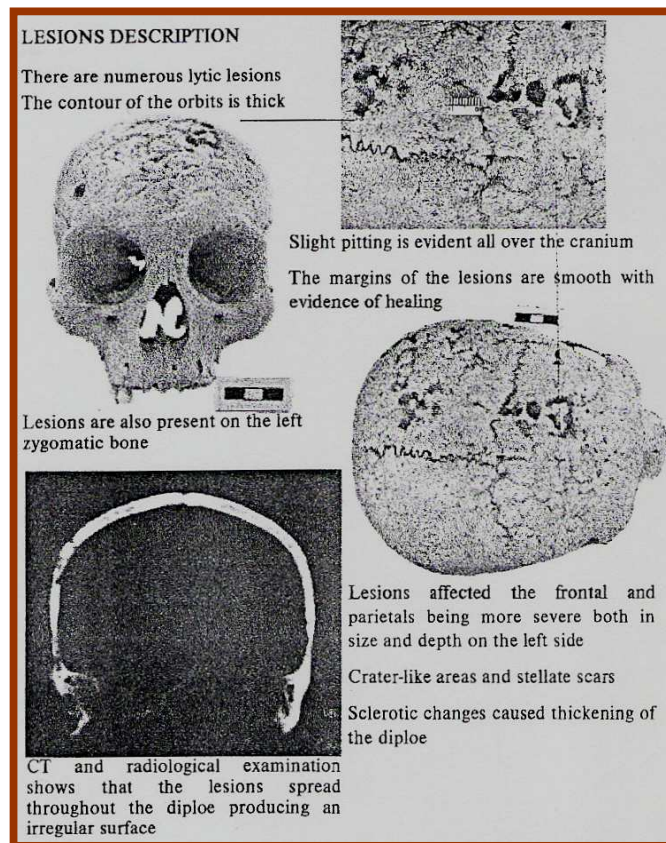 LESIONS DESCRIPTION
There are numerous lytic lesions
The contour of the orbits is thick
Slight pitting is evident all over the cranium
The margins of the lesions are smooth with
evidence of healing
Lesions are also present on the left
zygomatic bone
Lesions affected the frontal and
parietals being more severe both in
size and depth on the left side
Crater-like areas and stellate scars
Sclerotic changes caused thickening of
the diploe
CT and radiological examination
shows that the lesions spread
throughout the diploe producing an
irregular surface